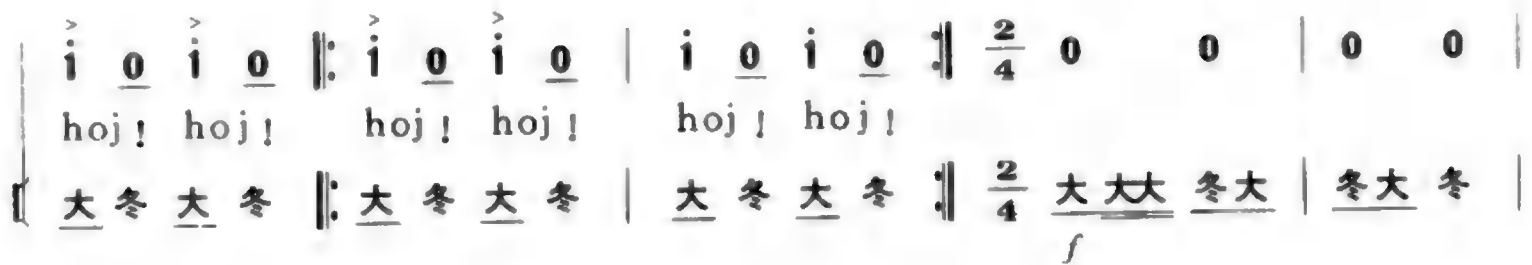 i 0 i 0 ‖: i 0 i 0 | i 0 i 0 :‖ 2/4 0 0 | 0 0 |
hoj! hoj! hoj! hoj! hoj! hoj!
大冬大冬 ‖: 大冬大冬 | 大冬大冬 :‖ 2/4 大大大 冬大 | 冬大冬 |
f